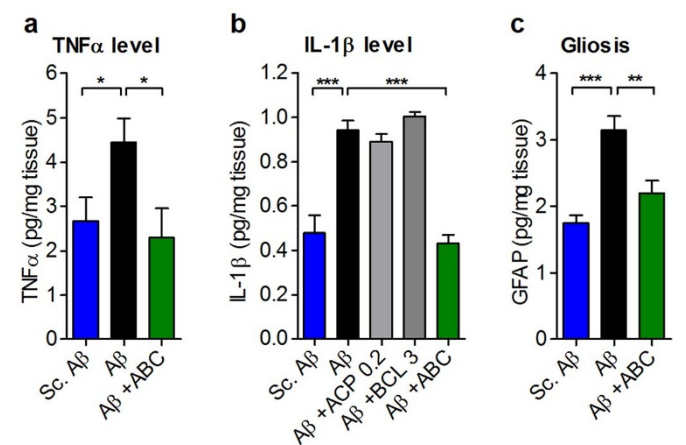 a
TNFα level
* *
6
5
4
3
2
1
0
TNFα (pg/mg tissue)
Sc. Aβ
Aβ
Aβ +ABC
b
IL-1β level
*** ***
1.2
1.0
0.8
0.6
0.4
0.2
0.0
IL-1β (pg/mg tissue)
Sc. Aβ
Aβ
Aβ +ACP 0.2
Aβ +BCL 3
Aβ +ABC
c
Gliosis
*** **
4
3
2
1
0
GFAP (pg/mg tissue)
Sc. Aβ
Aβ
Aβ +ABC